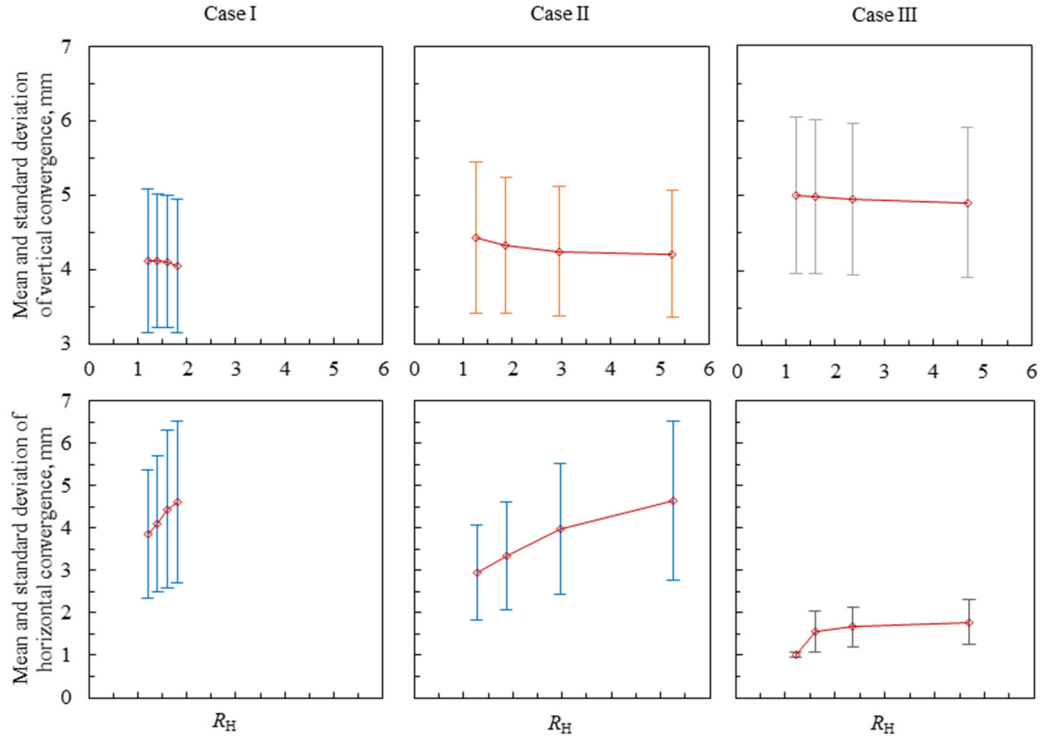 Case I
Case II
Case III
Mean and standard deviation
of vertical convergence, mm
7
6
5
4
3
0 1 2 3 4 5 6
0 1 2 3 4 5 6
0 1 2 3 4 5 6
Mean and standard deviation of
horizontal convergence, mm
7
6
5
4
3
2
1
0
RH
RH
RH